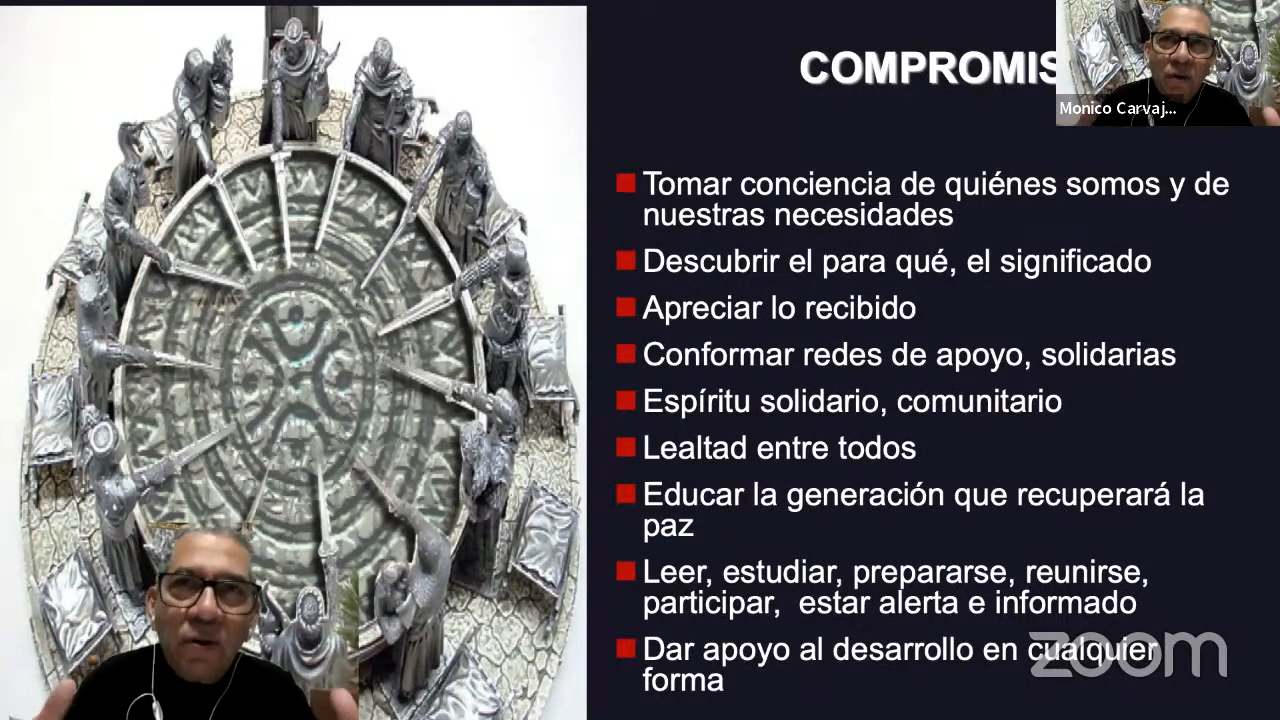 COMPROMIS
Monico Carvaj...
Tomar conciencia de quiénes somos y de
nuestras necesidades
Descubrir el para qué, el significado
Apreciar lo recibido
Conformar redes de apoyo, solidarias
Espíritu solidario, comunitario
Lealtad entre todos
Educar la generación que recuperará la
paz
Leer, estudiar, prepararse, reunirse,
participar,  estar alerta e informado
Dar apoyo al desarrollo en cualquier
forma
zoom